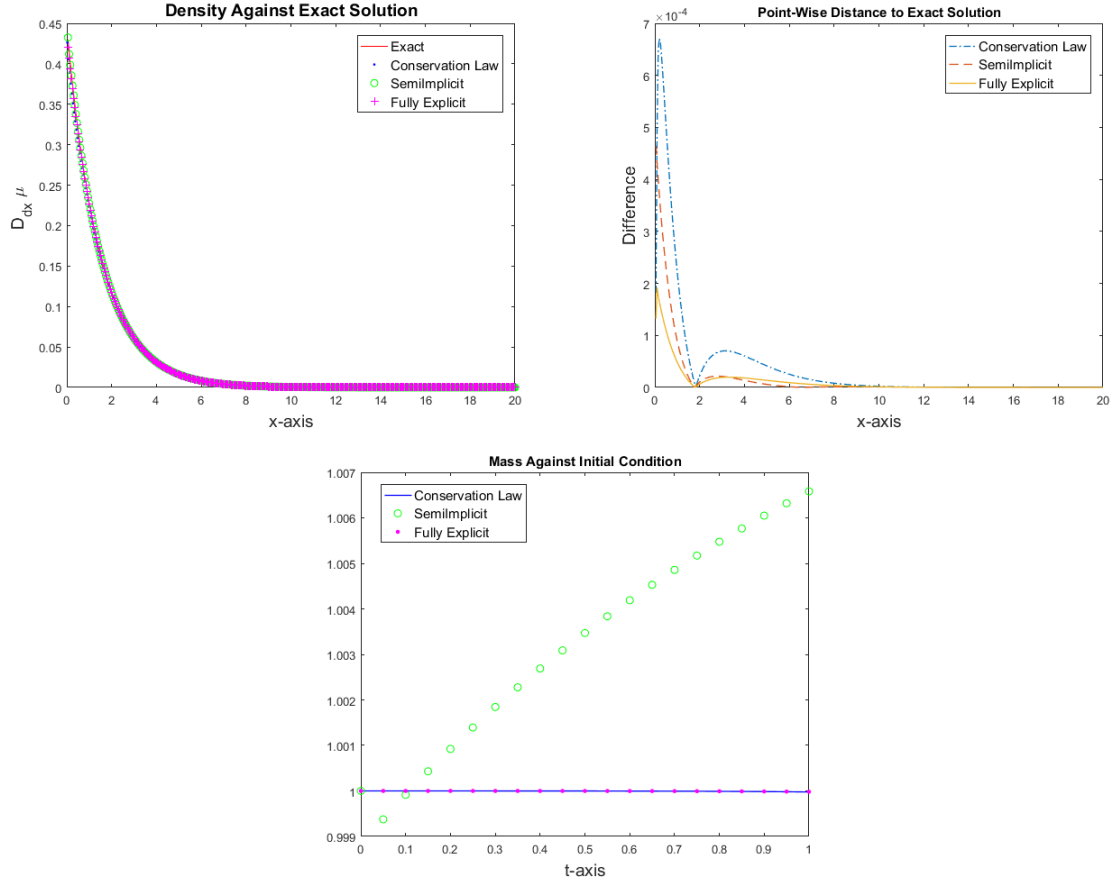 Density Against Exact Solution
0.45
0.4
0.35
0.3
0.25
0.2
0.15
0.1
0.05
0
D_dx μ
Exact
Conservation Law
SemiImplicit
Fully Explicit
0 2 4 6 8 10 12 14 16 18 20
x-axis
Point-Wise Distance to Exact Solution
×10^-4
7
6
5
4
3
2
1
0
Difference
Conservation Law
SemiImplicit
Fully Explicit
0 2 4 6 8 10 12 14 16 18 20
x-axis
Mass Against Initial Condition
1.007
1.006
1.005
1.004
1.003
1.002
1.001
1
0.999
Conservation Law
SemiImplicit
Fully Explicit
0 0.1 0.2 0.3 0.4 0.5 0.6 0.7 0.8 0.9 1
t-axis